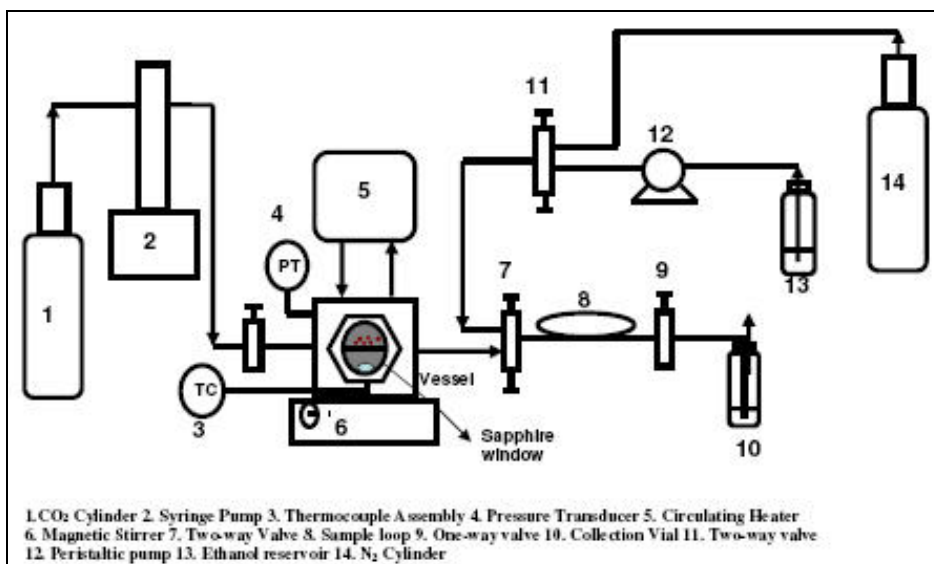 11
12
4
5
14
2
PT
7
9
8
13
1
TC
Vessel
3
6
Sapphire
window
10
1.CO₂ Cylinder 2. Syringe Pump 3. Thermocouple Assembly 4. Pressure Transducer 5. Circulating Heater
6. Magnetic Stirrer 7. Two-way Valve 8. Sample loop 9. One-way valve 10. Collection Vial 11. Two-way valve
12. Peristaltic pump 13. Ethanol reservoir 14. N₂ Cylinder